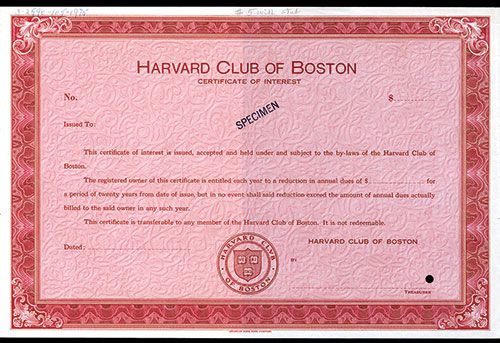 HARVARD CLUB OF BOSTON
CERTIFICATE OF INTEREST
No. $
SPECIMEN
Issued To:
This certificate of interest is issued, accepted and held under and subject to the by-laws of the Harvard Club of
Boston.
The registered owner of this certificate is entitled each year to a reduction in annual dues of $ for
a period of twenty years from date of issue, but in no event shall said reduction exceed the amount of annual dues actually
billed to the said owner in any such year.
This certificate is transferable to any member of the Harvard Club of Boston. It is not redeemable.
Dated:
HARVARD CLUB OF BOSTON
HARVARD CLUB
OF BOSTON
BY
TREASURER